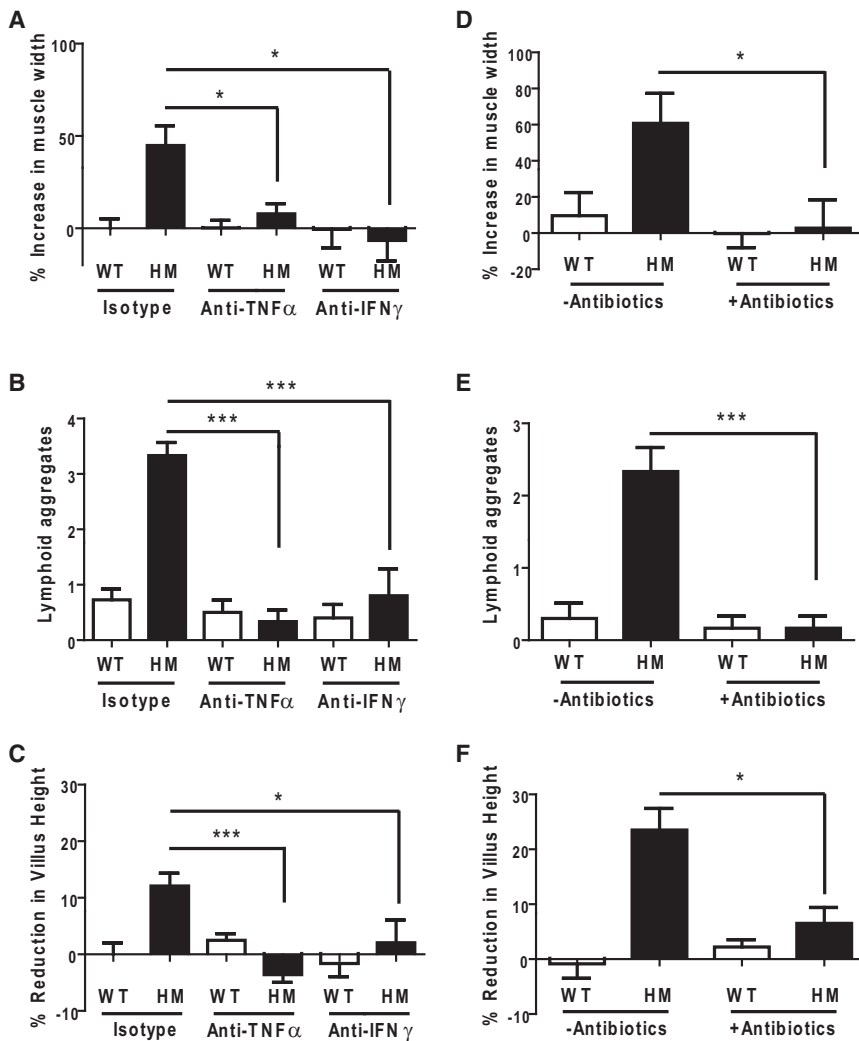 A
% Increase in muscle width
100
50
0
*
*
WT HM WT HM WT HM
Isotype Anti-TNFα Anti-IFNγ
B
Lymphoid aggregates
4
3
2
1
0
***
***
WT HM WT HM WT HM
Isotype Anti-TNFα Anti-IFNγ
C
% Reduction in Villus Height
30
20
10
0
-10
*
***
WT HM WT HM WT HM
Isotype Anti-TNFα Anti-IFNγ
D
% Increase in muscle width
100
80
60
40
20
0
-20
*
WT HM WT HM
-Antibiotics +Antibiotics
E
Lymphoid aggregates
3
2
1
0
***
WT HM WT HM
-Antibiotics +Antibiotics
F
% Reduction in Villus Height
30
20
10
0
-10
*
WT HM WT HM
-Antibiotics +Antibiotics